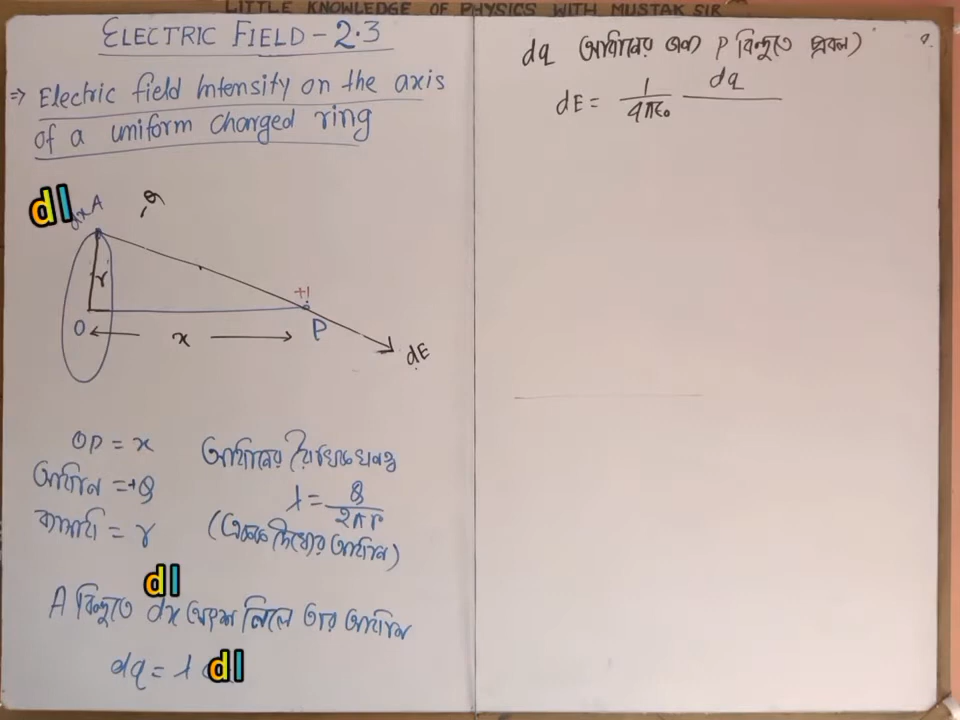 LITTLE KNOWLEDGE OF PHYSICS WITH MUSTAK SIR
ELECTRIC FIELD - 2.3
⇒ Electric field Intensity on the axis
of a uniform charged ring
dl
A
r
+1
O
x
P
dE
OP = x
আধান = +Q
ব্যাসার্ধ = r
আধানের রৈখিক ঘনত্ব
λ = Q / 2πr
(একক দৈর্ঘ্যের আধান)
A বিন্দুতে dl অংশ নিলে তার আধান
dq = λ dl
dq আধানের জন্য P বিন্দুতে প্রাবল্য
dE = 1/4πε₀ dq